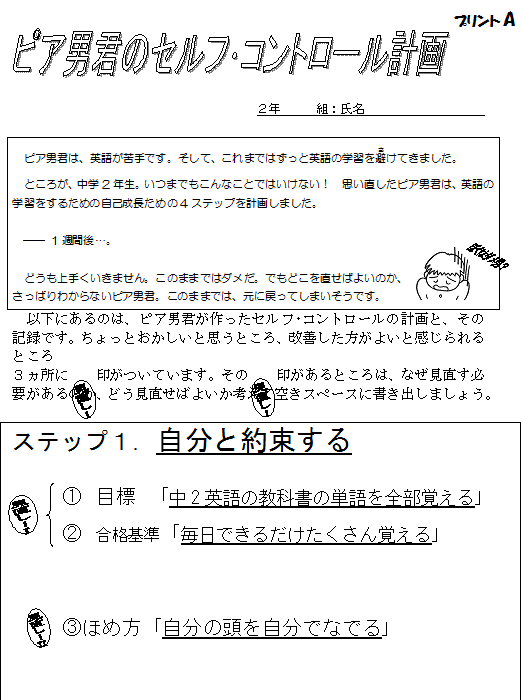 プリントA
ピア男君のセルフ・コントロール計画
2年　　組：氏名
ピア男君は、英語が苦手です。そして、これまではずっと英語の学習を避けてきました。
ところが、中学2年生。いつまでもこんなことではいけない！　思い直したピア男君は、英語の
学習をするための自己成長ための4ステップを計画しました。
── 1週間後…。
どうも上手くいきません。このままではダメだ。でもどこを直せばよいのか、
さっぱりわからないピア男君。このままでは、元に戻ってしまいそうです。
以下にあるのは、ピア男君が作ったセルフ・コントロールの計画と、その
記録です。ちょっとおかしいと思うところ、改善した方がよいと感じられる
ところ
3ヵ所に　　印がついています。その　　印があるところは、なぜ見直す必
要がある　、どう見直せばよいか考　空きスペースに書き出しましょう。
ステップ1．自分と約束する
① 目標 「中2英語の教科書の単語を全部覚える」
② 合格基準「毎日できるだけたくさん覚える」
③ほめ方「自分の頭を自分でなでる」